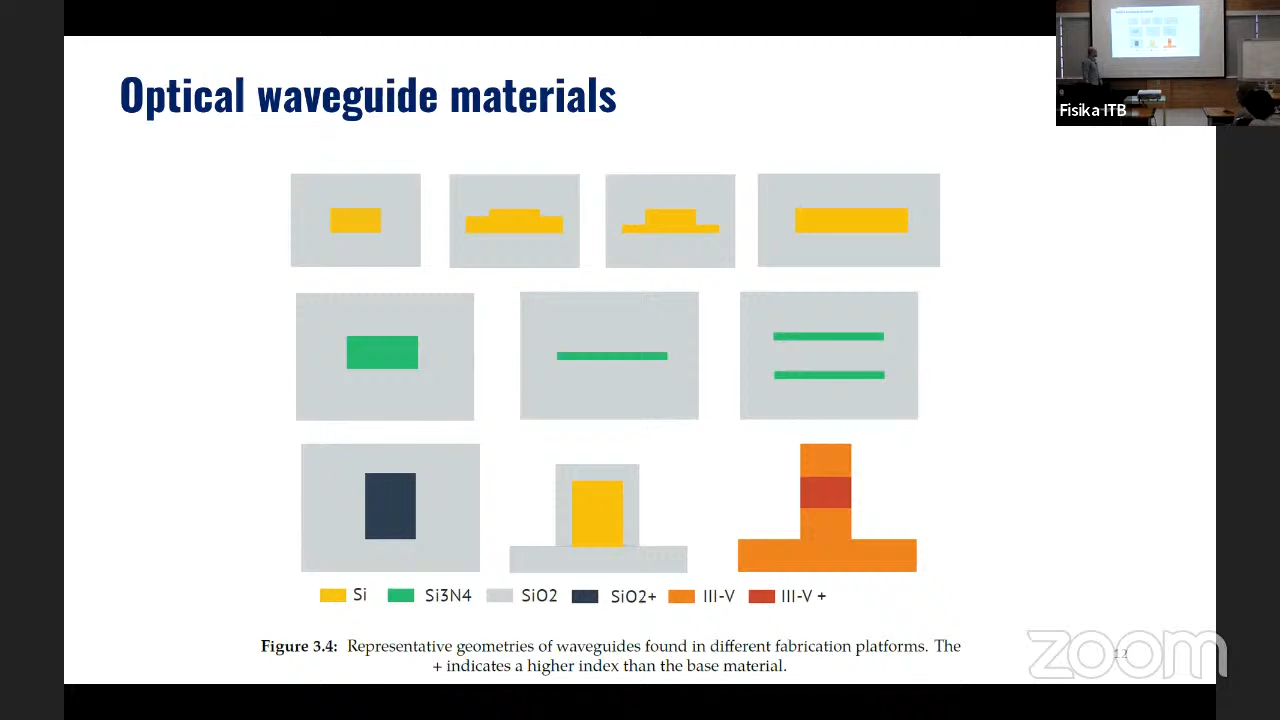 Optical waveguide materials
Fisika ITB
Si Si3N4 SiO2 SiO2+ III-V III-V +
Figure 3.4: Representative geometries of waveguides found in different fabrication platforms. The
+ indicates a higher index than the base material.
12
zoom